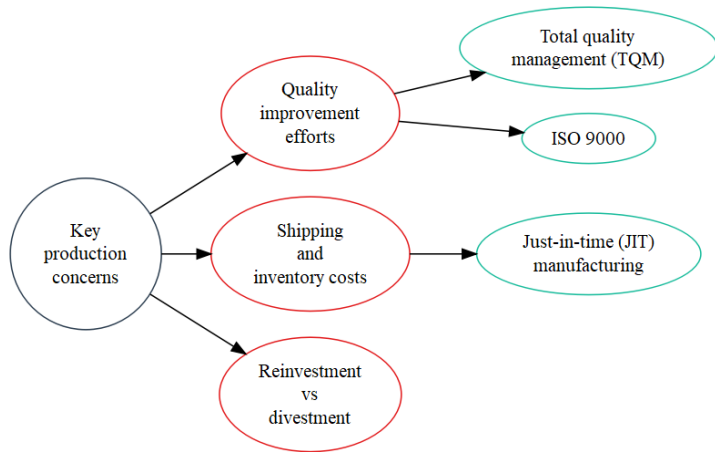 Key
production
concerns
Quality
improvement
efforts
Total quality
management (TQM)
ISO 9000
Shipping
and
inventory costs
Just-in-time (JIT)
manufacturing
Reinvestment
vs
divestment